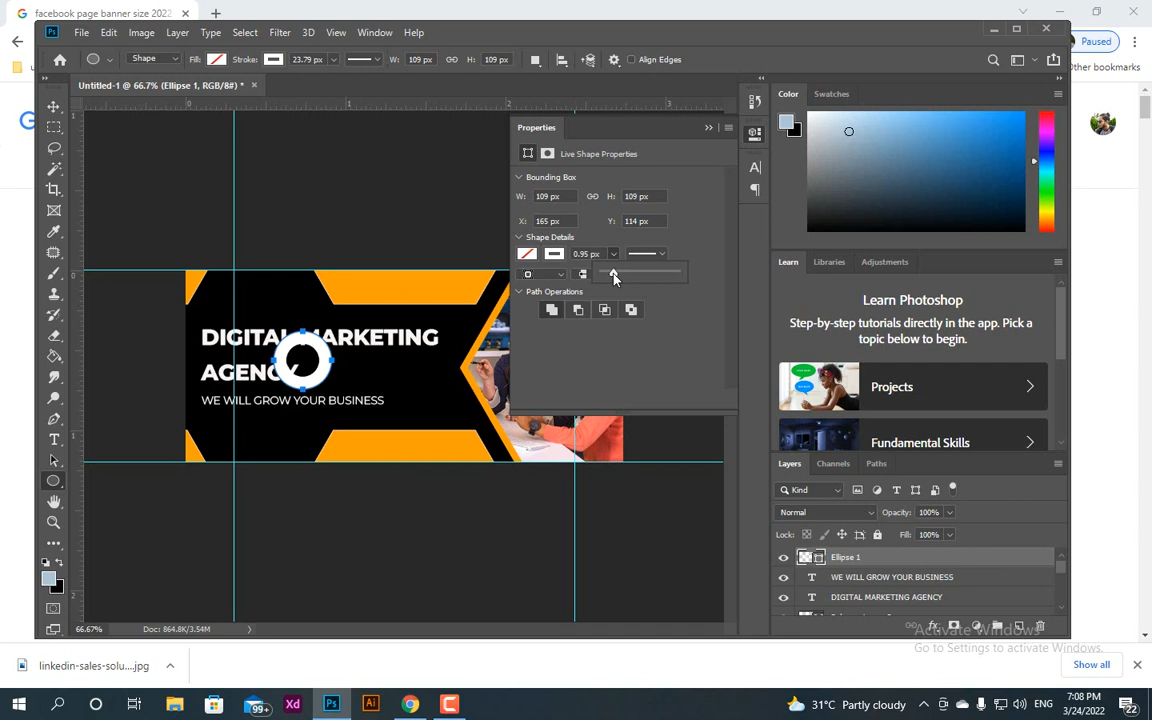 facebook page banner size 2022
File Edit Image Layer Type Select Filter 3D View Window Help
Paused
Shape Fill: Stroke: 23.79 px W: 109 px H: 109 px Align Edges
Other bookmarks
Untitled-1 @ 66.7% (Ellipse 1, RGB/8#) *
0 1 2 3
Properties
Live Shape Properties
Bounding Box
W: 109 px H: 109 px
X: 165 px Y: 114 px
Shape Details
0.95 px
Path Operations
DIGITAL MARKETING
AGENCY
WE WILL GROW YOUR BUSINESS
Color Swatches
Learn Libraries Adjustments
Learn Photoshop
Step-by-step tutorials directly in the app. Pick a
topic below to begin.
Projects
Fundamental Skills
Layers Channels Paths
Kind
Normal Opacity: 100%
Lock: Fill: 100%
Ellipse 1
WE WILL GROW YOUR BUSINESS
DIGITAL MARKETING AGENCY
66.67% Doc: 864.8K/3.54M
Activate Windows
Go to Settings to activate Windows.
linkedin-sales-solu....jpg
Show all
99+
31°C Partly cloudy
ENG
7:08 PM
3/24/2022
22